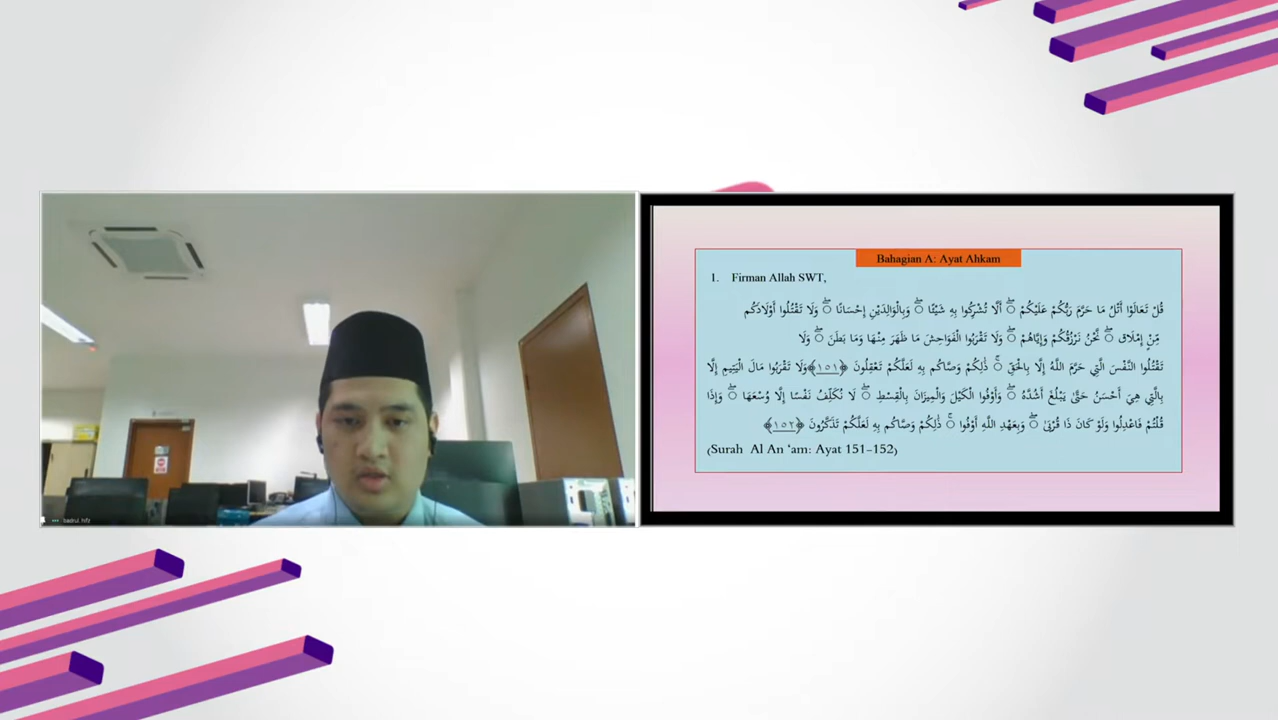 Bahagian A: Ayat Ahkam
1. Firman Allah SWT,
قُلْ تَعَالَوْا أَتْلُ مَا حَرَّمَ رَبُّكُمْ عَلَيْكُمْ ۖ أَلَّا تُشْرِكُوا بِهِ شَيْئًا ۖ وَبِالْوَالِدَيْنِ إِحْسَانًا ۖ وَلَا تَقْتُلُوا أَوْلَادَكُم
مِّنْ إِمْلَاقٍ ۖ نَّحْنُ نَرْزُقُكُمْ وَإِيَّاهُمْ ۖ وَلَا تَقْرَبُوا الْفَوَاحِشَ مَا ظَهَرَ مِنْهَا وَمَا بَطَنَ ۖ وَلَا
تَقْتُلُوا النَّفْسَ الَّتِي حَرَّمَ اللَّهُ إِلَّا بِالْحَقِّ ۚ ذَٰلِكُمْ وَصَّاكُم بِهِ لَعَلَّكُمْ تَعْقِلُونَ ﴿١٥١﴾وَلَا تَقْرَبُوا مَالَ الْيَتِيمِ إِلَّا
بِالَّتِي هِيَ أَحْسَنُ حَتَّىٰ يَبْلُغَ أَشُدَّهُ ۖ وَأَوْفُوا الْكَيْلَ وَالْمِيزَانَ بِالْقِسْطِ ۖ لَا نُكَلِّفُ نَفْسًا إِلَّا وُسْعَهَا ۖ وَإِذَا
قُلْتُمْ فَاعْدِلُوا وَلَوْ كَانَ ذَا قُرْبَىٰ ۖ وَبِعَهْدِ اللَّهِ أَوْفُوا ۚ ذَٰلِكُمْ وَصَّاكُم بِهِ لَعَلَّكُمْ تَذَكَّرُونَ ﴿١٥٢﴾
(Surah Al An ‘am: Ayat 151-152)
badrul.hify